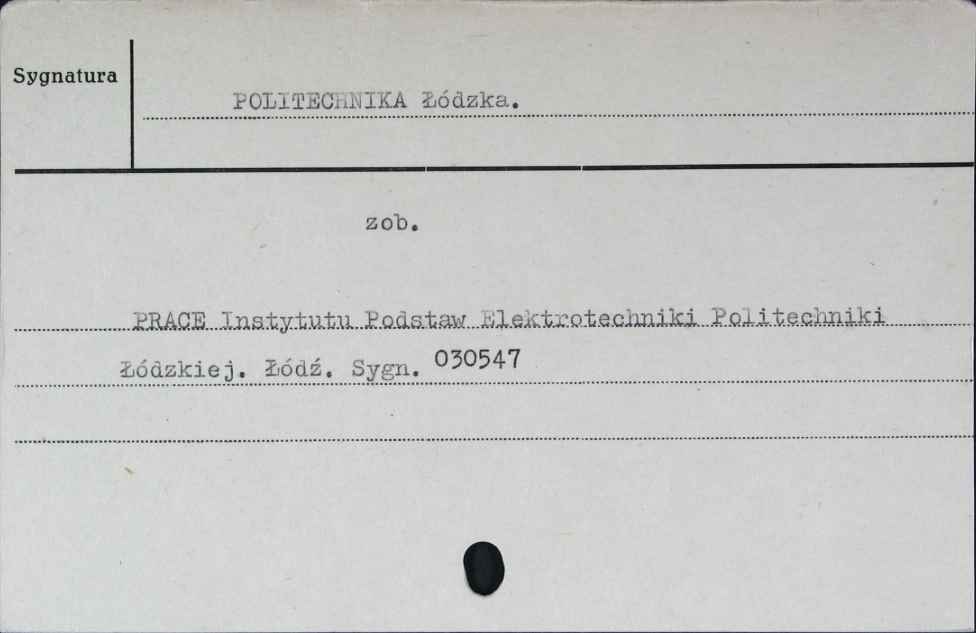 Sygnatura
POLITECHNIKA Łódzka.
zob.
PRACE Instytutu Podstaw Elektrotechniki Politechniki
Łódzkiej. Łódź. Sygn. 030547